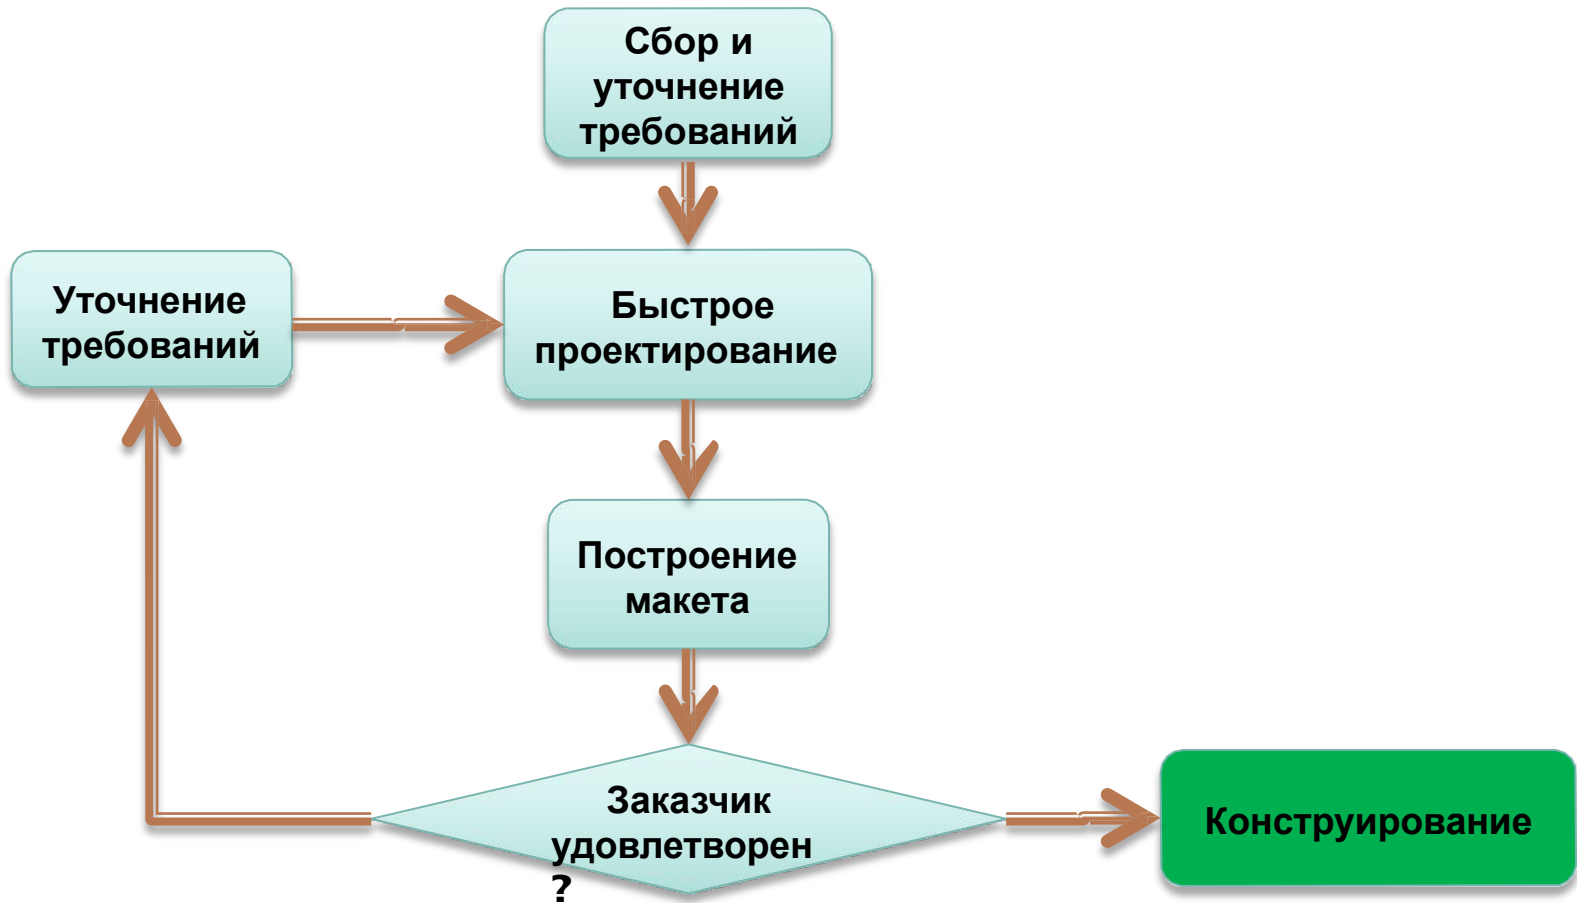 Сбор и
уточнение
требований
Уточнение
требований
Быстрое
проектирование
Построение
макета
Заказчик
удовлетворен
?
Конструирование